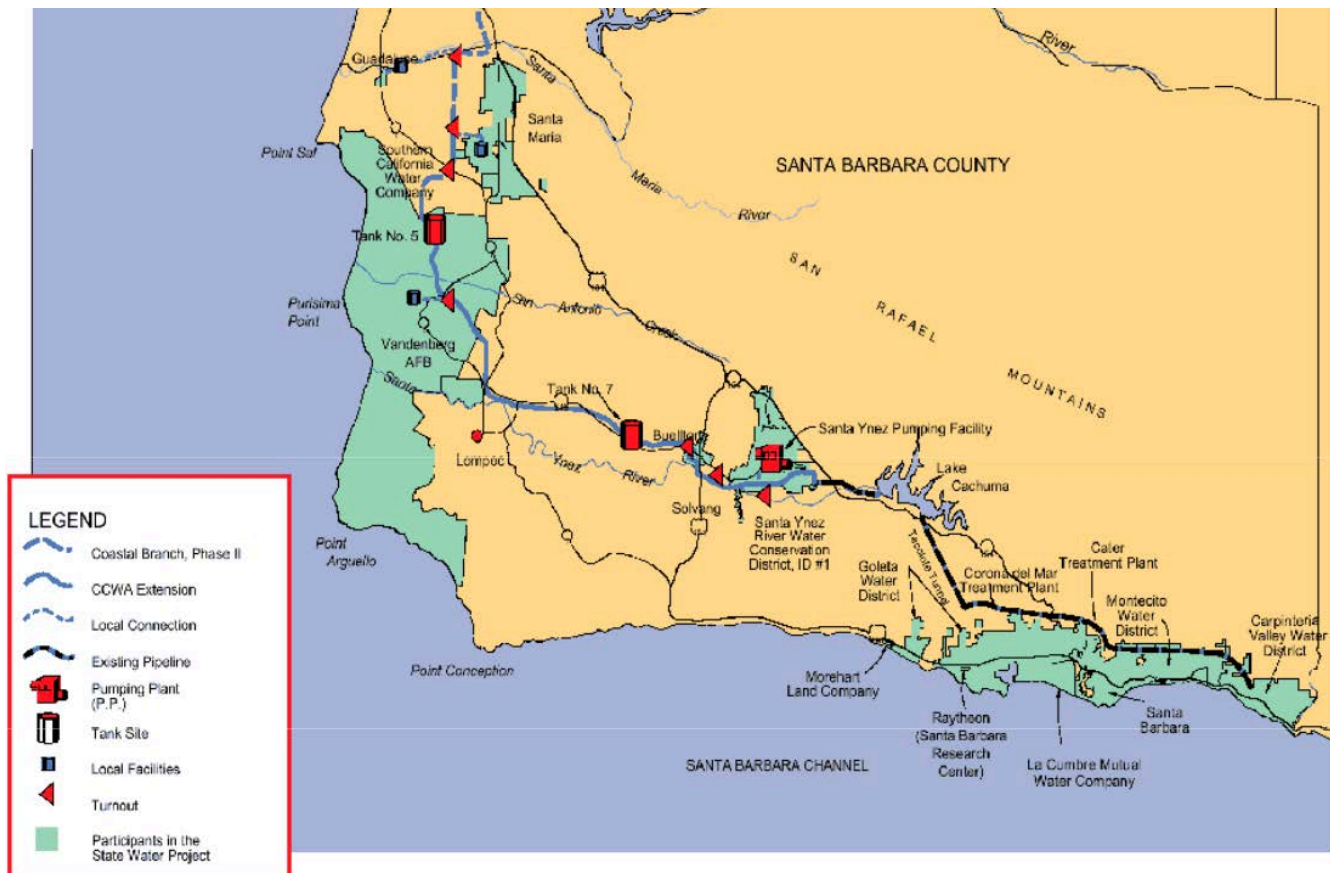 River
Guadalupe
Santa
Santa
Maria
Point Sal
Southern
California
Water
Company
SANTA BARBARA COUNTY
Maria
River
Tank No. 5
SAN
RAFAEL
MOUNTAINS
Purisima
Point
San
Antonio
Creek
Vandenberg
AFB
Santa
Tank No. 7
Buellton
Santa Ynez Pumping Facility
Lompoc
Ynez
River
Lake
Cachuma
Solvang
Santa Ynez
River Water
Conservation
District, ID #1
Point
Arguello
Tecolute Tunnel
Goleta
Water
District
Corona del Mar
Treatment Plant
Cater
Treatment Plant
Montecito
Water
District
Carpinteria
Valley Water
District
Point Conception
Morehart
Land Company
Raytheon
(Santa Barbara
Research
Center)
Santa
Barbara
La Cumbre Mutual
Water Company
SANTA BARBARA CHANNEL
LEGEND
Coastal Branch, Phase II
CCWA Extension
Local Connection
Existing Pipeline
Pumping Plant
(P.P.)
Tank Site
Local Facilities
Turnout
Participants in the
State Water Project